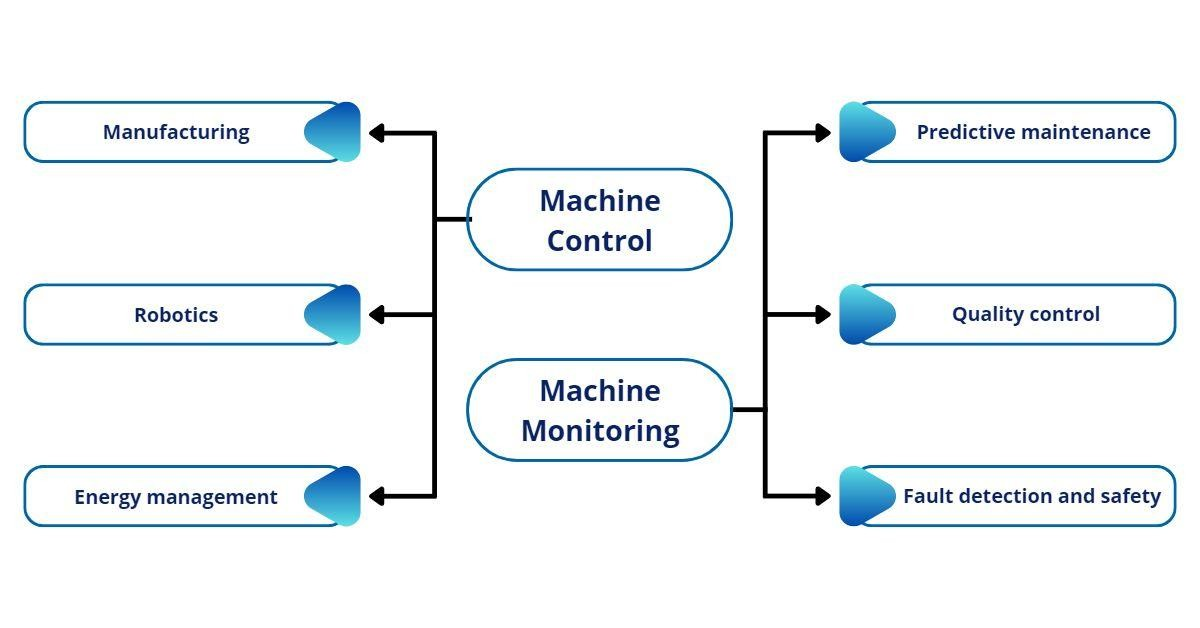 Manufacturing
Robotics
Energy management
Machine
Control
Machine
Monitoring
Predictive maintenance
Quality control
Fault detection and safety